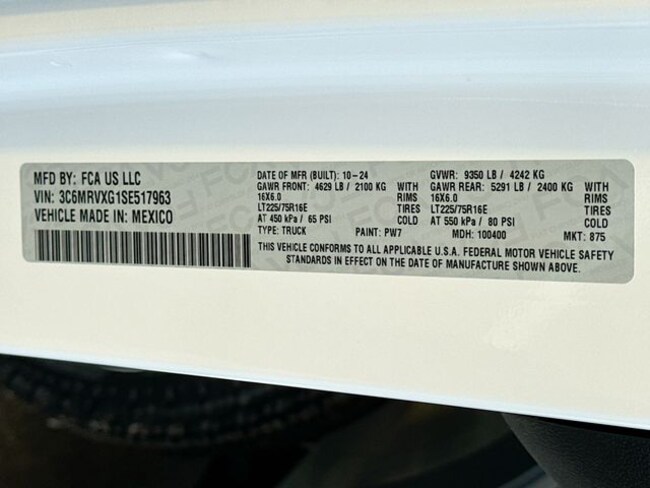 MFD BY: FCA US LLC
VIN: 3C6MRVXG1SE517963
VEHICLE MADE IN: MEXICO
DATE OF MFR (BUILT): 10-24
GAWR FRONT: 4629 LB / 2100 KG WITH
16X6.0 RIMS
LT225/75R16E TIRES
AT 450 kPa / 65 PSI COLD
TYPE: TRUCK PAINT: PW7
GVWR: 9350 LB / 4242 KG
GAWR REAR: 5291 LB / 2400 KG WITH
16X6.0 RIMS
LT225/75R16E TIRES
AT 550 kPa / 80 PSI COLD
MDH: 100400 MKT: 875
THIS VEHICLE CONFORMS TO ALL APPLICABLE U.S.A. FEDERAL MOTOR VEHICLE SAFETY
STANDARDS IN EFFECT ON THE DATE OF MANUFACTURE SHOWN ABOVE.